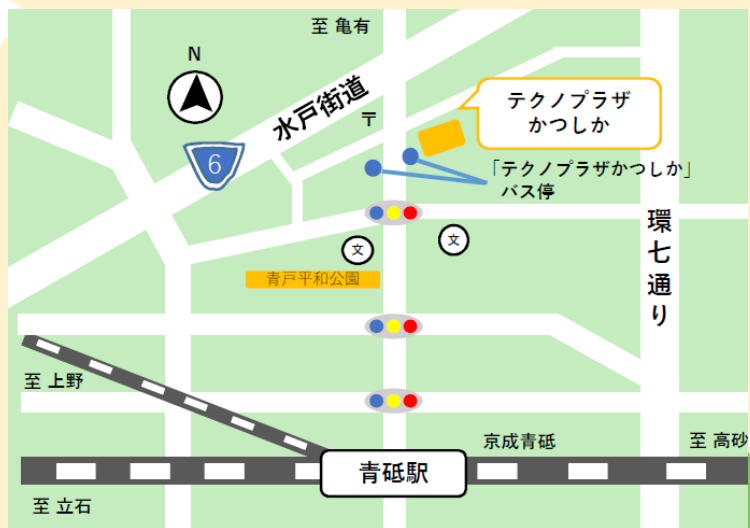 至 亀有
N
水戸街道
〒
テクノプラザ
かつしか
6
「テクノプラザかつしか」
バス停
文
文
環七通り
青戸平和公園
至 上野
京成青砥
至 高砂
青砥駅
至 立石